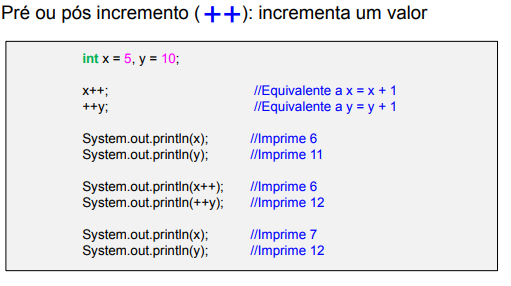 Pré ou pós incremento (++): incrementa um valor
int x = 5, y = 10;
x++; //Equivalente a x = x + 1
++y; //Equivalente a y = y + 1
System.out.println(x); //Imprime 6
System.out.println(y); //Imprime 11
System.out.println(x++); //Imprime 6
System.out.println(++y); //Imprime 12
System.out.println(x); //Imprime 7
System.out.println(y); //Imprime 12